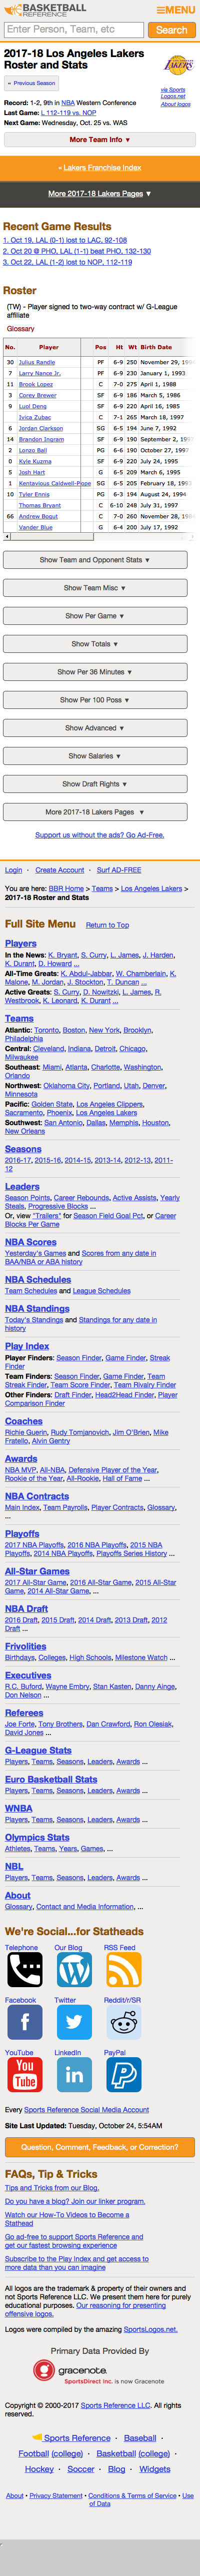 BASKETBALL
REFERENCE
MENU
Enter Person, Team, etc
Search
2017-18 Los Angeles Lakers
Roster and Stats
← Previous Season
via Sports
Logos.net
About logos
Record: 1-2, 9th in NBA Western Conference
Last Game: L 112-119 vs. NOP
Next Game: Wednesday, Oct. 25 vs. WAS
More Team Info ▼
» Lakers Franchise Index
More 2017-18 Lakers Pages ▼
Recent Game Results
1. Oct 19, LAL (0-1) lost to LAC, 92-108
2. Oct 20 @ PHO, LAL (1-1) beat PHO, 132-130
3. Oct 22, LAL (1-2) lost to NOP, 112-119
Roster
(TW) - Player signed to two-way contract w/ G-League
affiliate
Glossary
No. Player Pos Ht Wt Birth Date
30 Julius Randle PF 6-9 250 November 29,
7 Larry Nance Jr. PF 6-9 230 January 1, 1993
11 Brook Lopez C 7-0 275 April 1, 1988
3 Corey Brewer SF 6-9 186 March 5, 1986
9 Luol Deng SF 6-9 220 April 16, 1985
Ivica Zubac C 7-1 265 March 18, 1997
6 Jordan Clarkson SG 6-5 194 June 7, 1992
14 Brandon Ingram SF 6-9 190 September 2,
2 Lonzo Ball PG 6-6 190 October 27,
0 Kyle Kuzma SF 6-9 220 July 24, 1995
5 Josh Hart G 6-5 209 March 6, 1995
1 Kentavious Caldwell-Pope SG 6-5 205 February 18,
10 Tyler Ennis PG 6-3 194 August 24, 1994
Thomas Bryant C 6-10 248 July 31, 1997
66 Andrew Bogut C 7-0 260 November 28,
Vander Blue G 6-4 200 July 17, 1992
Show Team and Opponent Stats ▼
Show Team Misc ▼
Show Per Game ▼
Show Totals ▼
Show Per 36 Minutes ▼
Show Per 100 Poss ▼
Show Advanced ▼
Show Salaries ▼
Show Draft Rights ▼
More 2017-18 Lakers Pages ▼
Support us without the ads? Go Ad-Free.
Login · Create Account · Surf AD-FREE
You are here: BBR Home > Teams > Los Angeles Lakers >
2017-18 Roster and Stats
Full Site Menu Return to Top
Players
In the News: K. Bryant, S. Curry, L. James, J. Harden,
K. Durant, D. Howard ...
All-Time Greats: K. Abdul-Jabbar, W. Chamberlain, K.
Malone, M. Jordan, J. Stockton, T. Duncan ...
Active Greats: S. Curry, D. Nowitzki, L. James, R.
Westbrook, K. Leonard, K. Durant ...
Teams
Atlantic: Toronto, Boston, New York, Brooklyn,
Philadelphia
Central: Cleveland, Indiana, Detroit, Chicago,
Milwaukee
Southeast: Miami, Atlanta, Charlotte, Washington,
Orlando
Northwest: Oklahoma City, Portland, Utah, Denver,
Minnesota
Pacific: Golden State, Los Angeles Clippers,
Sacramento, Phoenix, Los Angeles Lakers
Southwest: San Antonio, Dallas, Memphis, Houston,
New Orleans
Seasons
2016-17, 2015-16, 2014-15, 2013-14, 2012-13, 2011-
12
Leaders
Season Points, Career Rebounds, Active Assists, Yearly
Steals, Progressive Blocks ...
Or, view "Trailers" for Season Field Goal Pct, or Career
Blocks Per Game
NBA Scores
Yesterday's Games and Scores from any date in
BAA/NBA or ABA history
NBA Schedules
Team Schedules and League Schedules
NBA Standings
Today's Standings and Standings for any date in
history
Play Index
Player Finders: Season Finder, Game Finder, Streak
Finder
Team Finders: Season Finder, Game Finder, Team
Streak Finder, Team Score Finder, Team Rivalry Finder
Other Finders: Draft Finder, Head2Head Finder, Player
Comparison Finder
Coaches
Richie Guerin, Rudy Tomjanovich, Jim O'Brien, Mike
Fratello, Alvin Gentry
Awards
NBA MVP, All-NBA, Defensive Player of the Year,
Rookie of the Year, All-Rookie, Hall of Fame ...
NBA Contracts
Main Index, Team Payrolls, Player Contracts, Glossary,
...
Playoffs
2017 NBA Playoffs, 2016 NBA Playoffs, 2015 NBA
Playoffs, 2014 NBA Playoffs, Playoffs Series History ...
All-Star Games
2017 All-Star Game, 2016 All-Star Game, 2015 All-Star
Game, 2014 All-Star Game, ...
NBA Draft
2016 Draft, 2015 Draft, 2014 Draft, 2013 Draft, 2012
Draft ...
Frivolities
Birthdays, Colleges, High Schools, Milestone Watch ...
Executives
R.C. Buford, Wayne Embry, Stan Kasten, Danny Ainge,
Don Nelson ...
Referees
Joe Forte, Tony Brothers, Dan Crawford, Ron Olesiak,
David Jones ...
G-League Stats
Players, Teams, Seasons, Leaders, Awards ...
Euro Basketball Stats
Players, Teams, Seasons, Leaders, Awards ...
WNBA
Players, Teams, Seasons, Leaders, Awards ...
Olympics Stats
Athletes, Teams, Years, Games, ...
NBL
Players, Teams, Seasons, Leaders, Awards ...
About
Glossary, Contact and Media Information, ...
We're Social...for Statheads
Telephone Our Blog RSS Feed
Facebook Twitter Reddit/r/SR
YouTube LinkedIn PayPal
You
Tube
in
Every Sports Reference Social Media Account
Site Last Updated: Tuesday, October 24, 5:54AM
Question, Comment, Feedback, or Correction?
FAQs, Tip & Tricks
Tips and Tricks from our Blog.
Do you have a blog? Join our linker program.
Watch our How-To Videos to Become a
Stathead
Go ad-free to support Sports Reference and
get our fastest browsing experience
Subscribe to the Play Index and get access to
more data than you can imagine
All logos are the trademark & property of their owners and
not Sports Reference LLC. We present them here for purely
educational purposes. Our reasoning for presenting
offensive logos.
Logos were compiled by the amazing SportsLogos.net.
Primary Data Provided By
gracenote.
SportsDirect Inc. is now Gracenote
Copyright © 2000-2017 Sports Reference LLC. All rights
reserved.
Sports Reference · Baseball ·
Football (college) · Basketball (college) ·
Hockey · Soccer · Blog · Widgets
About • Privacy Statement • Conditions & Terms of Service • Use
of Data